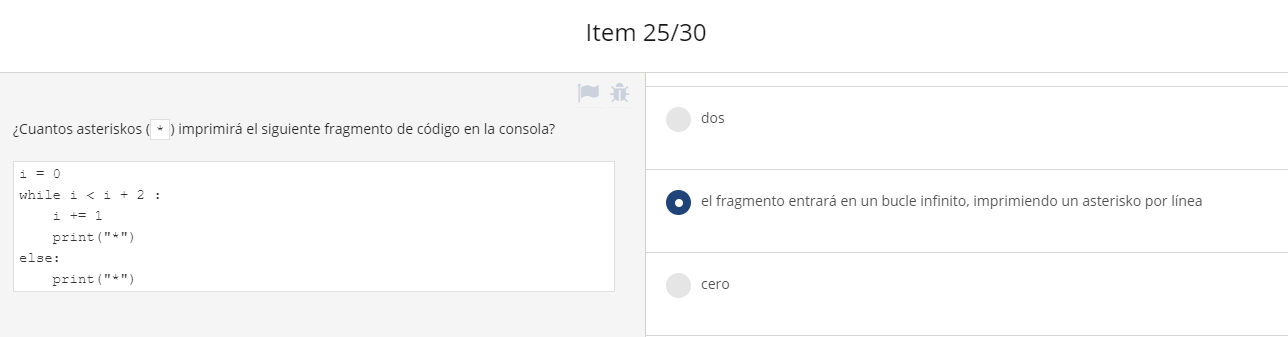 Item 25/30
¿Cuantos asteriskos ( * ) imprimirá el siguiente fragmento de código en la consola?
i = 0
while i < i + 2 :
    i += 1
    print("*")
else:
    print("*")
dos
el fragmento entrará en un bucle infinito, imprimiendo un asterisko por línea
cero